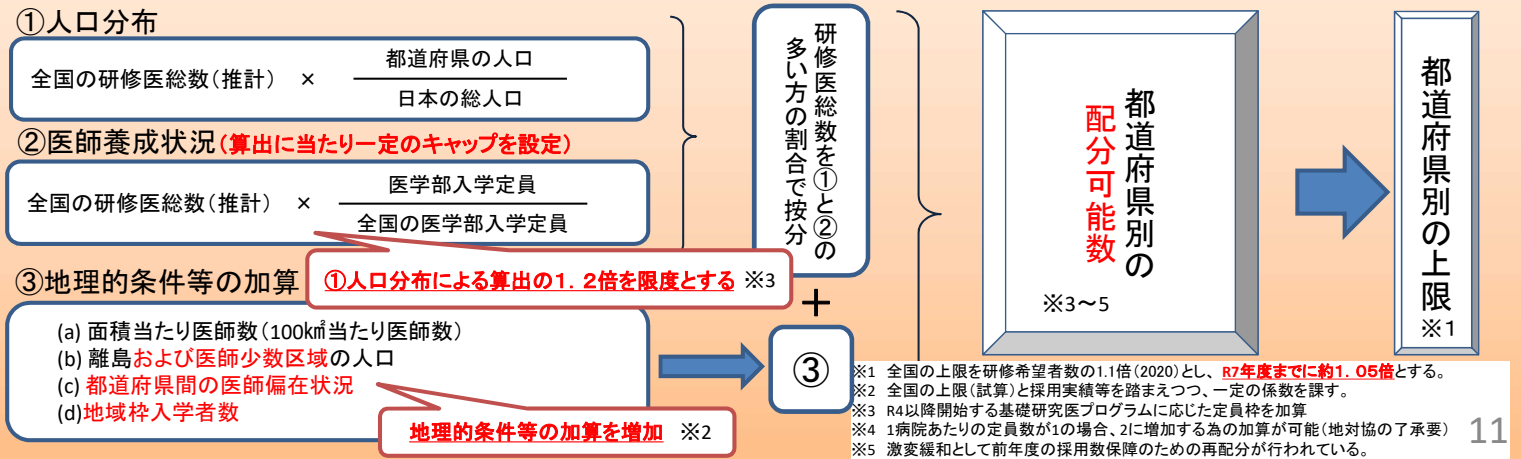 ①人口分布
全国の研修医総数(推計) × 都道府県の人口
日本の総人口
②医師養成状況(算出に当たり一定のキャップを設定)
全国の研修医総数(推計) × 医学部入学定員
全国の医学部入学定員
①人口分布による算出の1.2倍を限度とする ※3
③地理的条件等の加算
(a) 面積当たり医師数(100㎢当たり医師数)
(b) 離島および医師少数区域の人口
(c) 都道府県間の医師偏在状況
(d)地域枠入学者数
地理的条件等の加算を増加 ※2
研修医総数を①と②の
多い方の割合で按分
+
③
都道府県別の
配分可能数
※3~5
都道府県別の上限
※1
※1 全国の上限を研修希望者数の1.1倍(2020)とし、R7年度までに約1.05倍とする。
※2 全国の上限(試算)と採用実績等を踏まえつつ、一定の係数を課す。
※3 R4以降開始する基礎研究医プログラムに応じた定員枠を加算
※4 1病院あたりの定員数が1の場合、2に増加する為の加算が可能(地対協の了承要)
※5 激変緩和として前年度の採用数保障のための再配分が行われている。
11